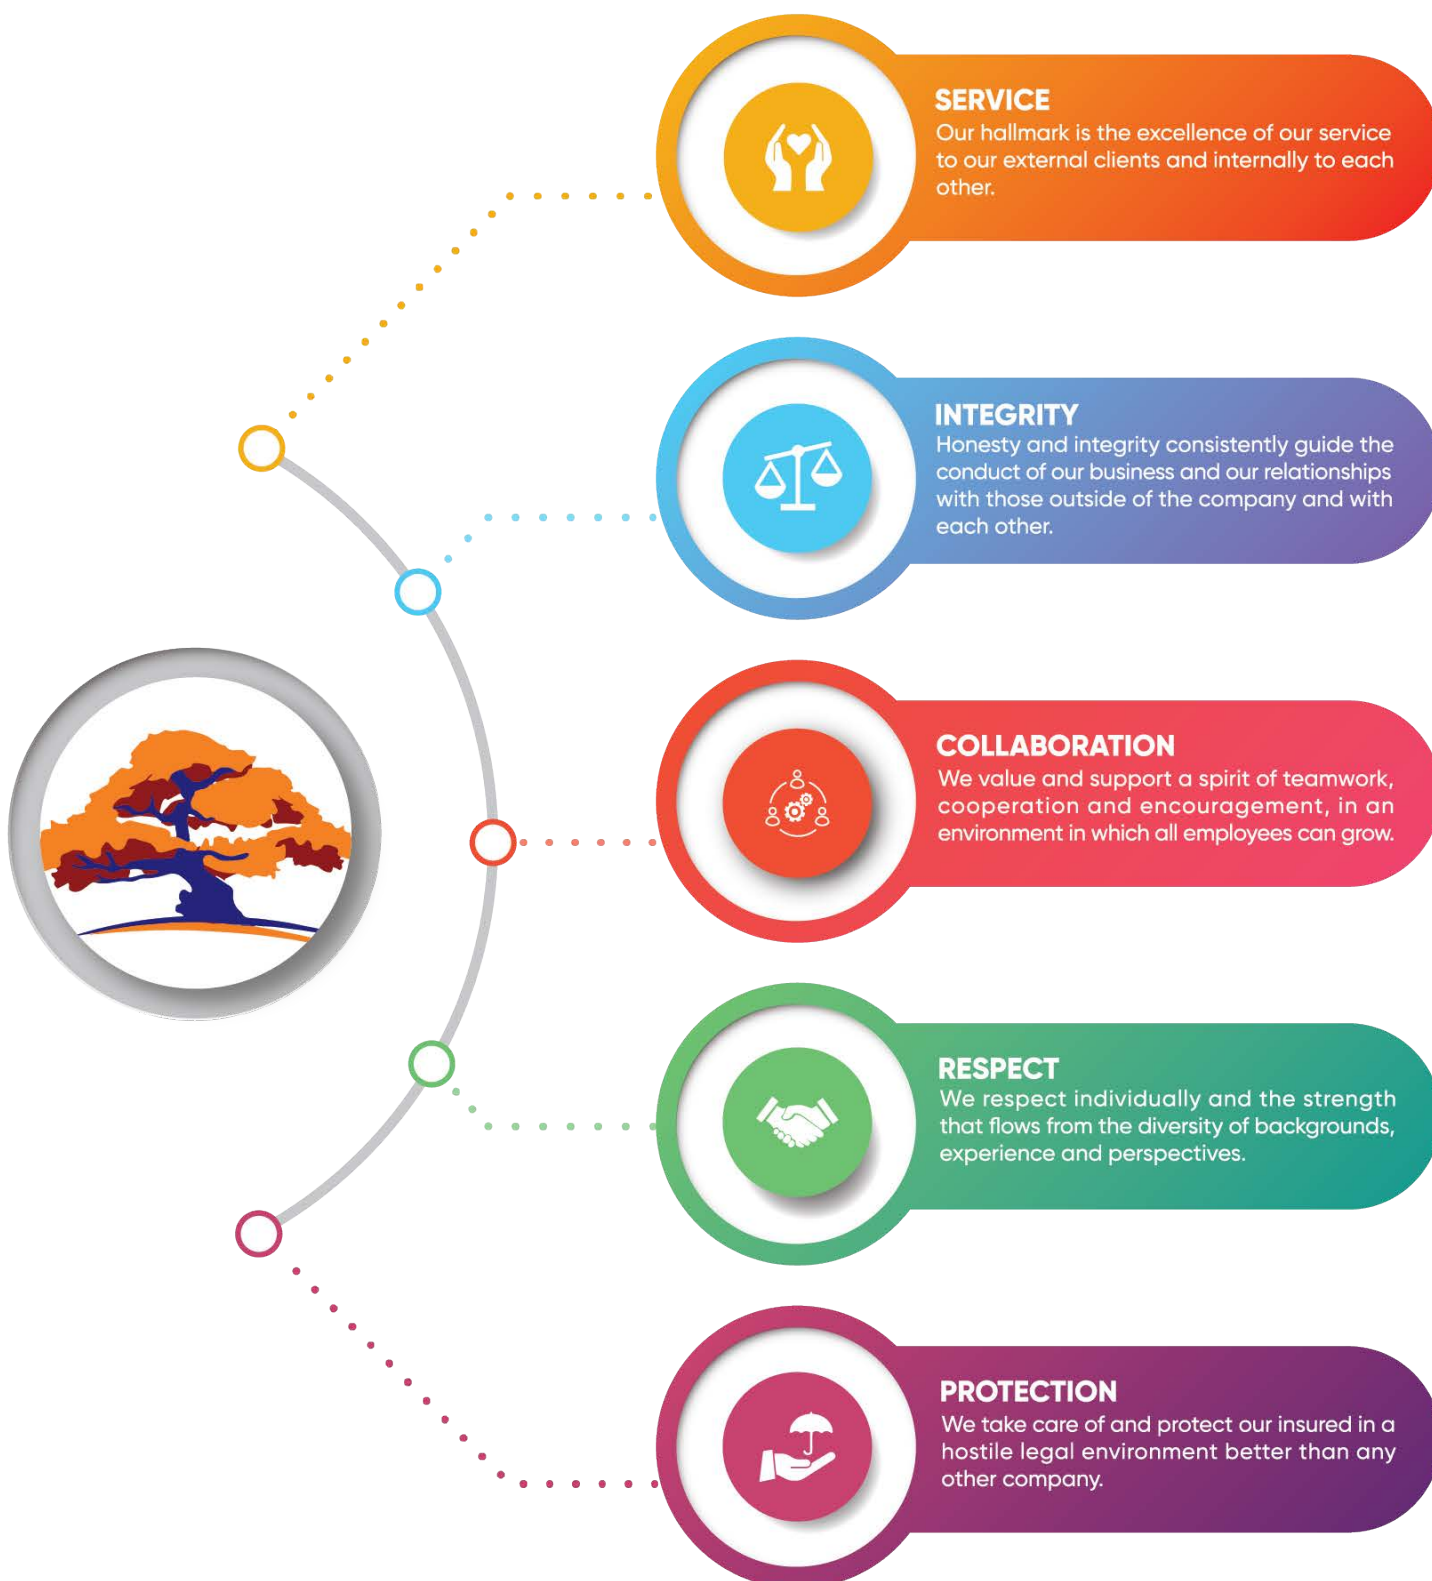 SERVICE
Our hallmark is the excellence of our service
to our external clients and internally to each
other.
INTEGRITY
Honesty and integrity consistently guide the
conduct of our business and our relationships
with those outside of the company and with
each other.
COLLABORATION
We value and support a spirit of teamwork,
cooperation and encouragement, in an
environment in which all employees can grow.
RESPECT
We respect individually and the strength
that flows from the diversity of backgrounds,
experience and perspectives.
PROTECTION
We take care of and protect our insured in a
hostile legal environment better than any
other company.